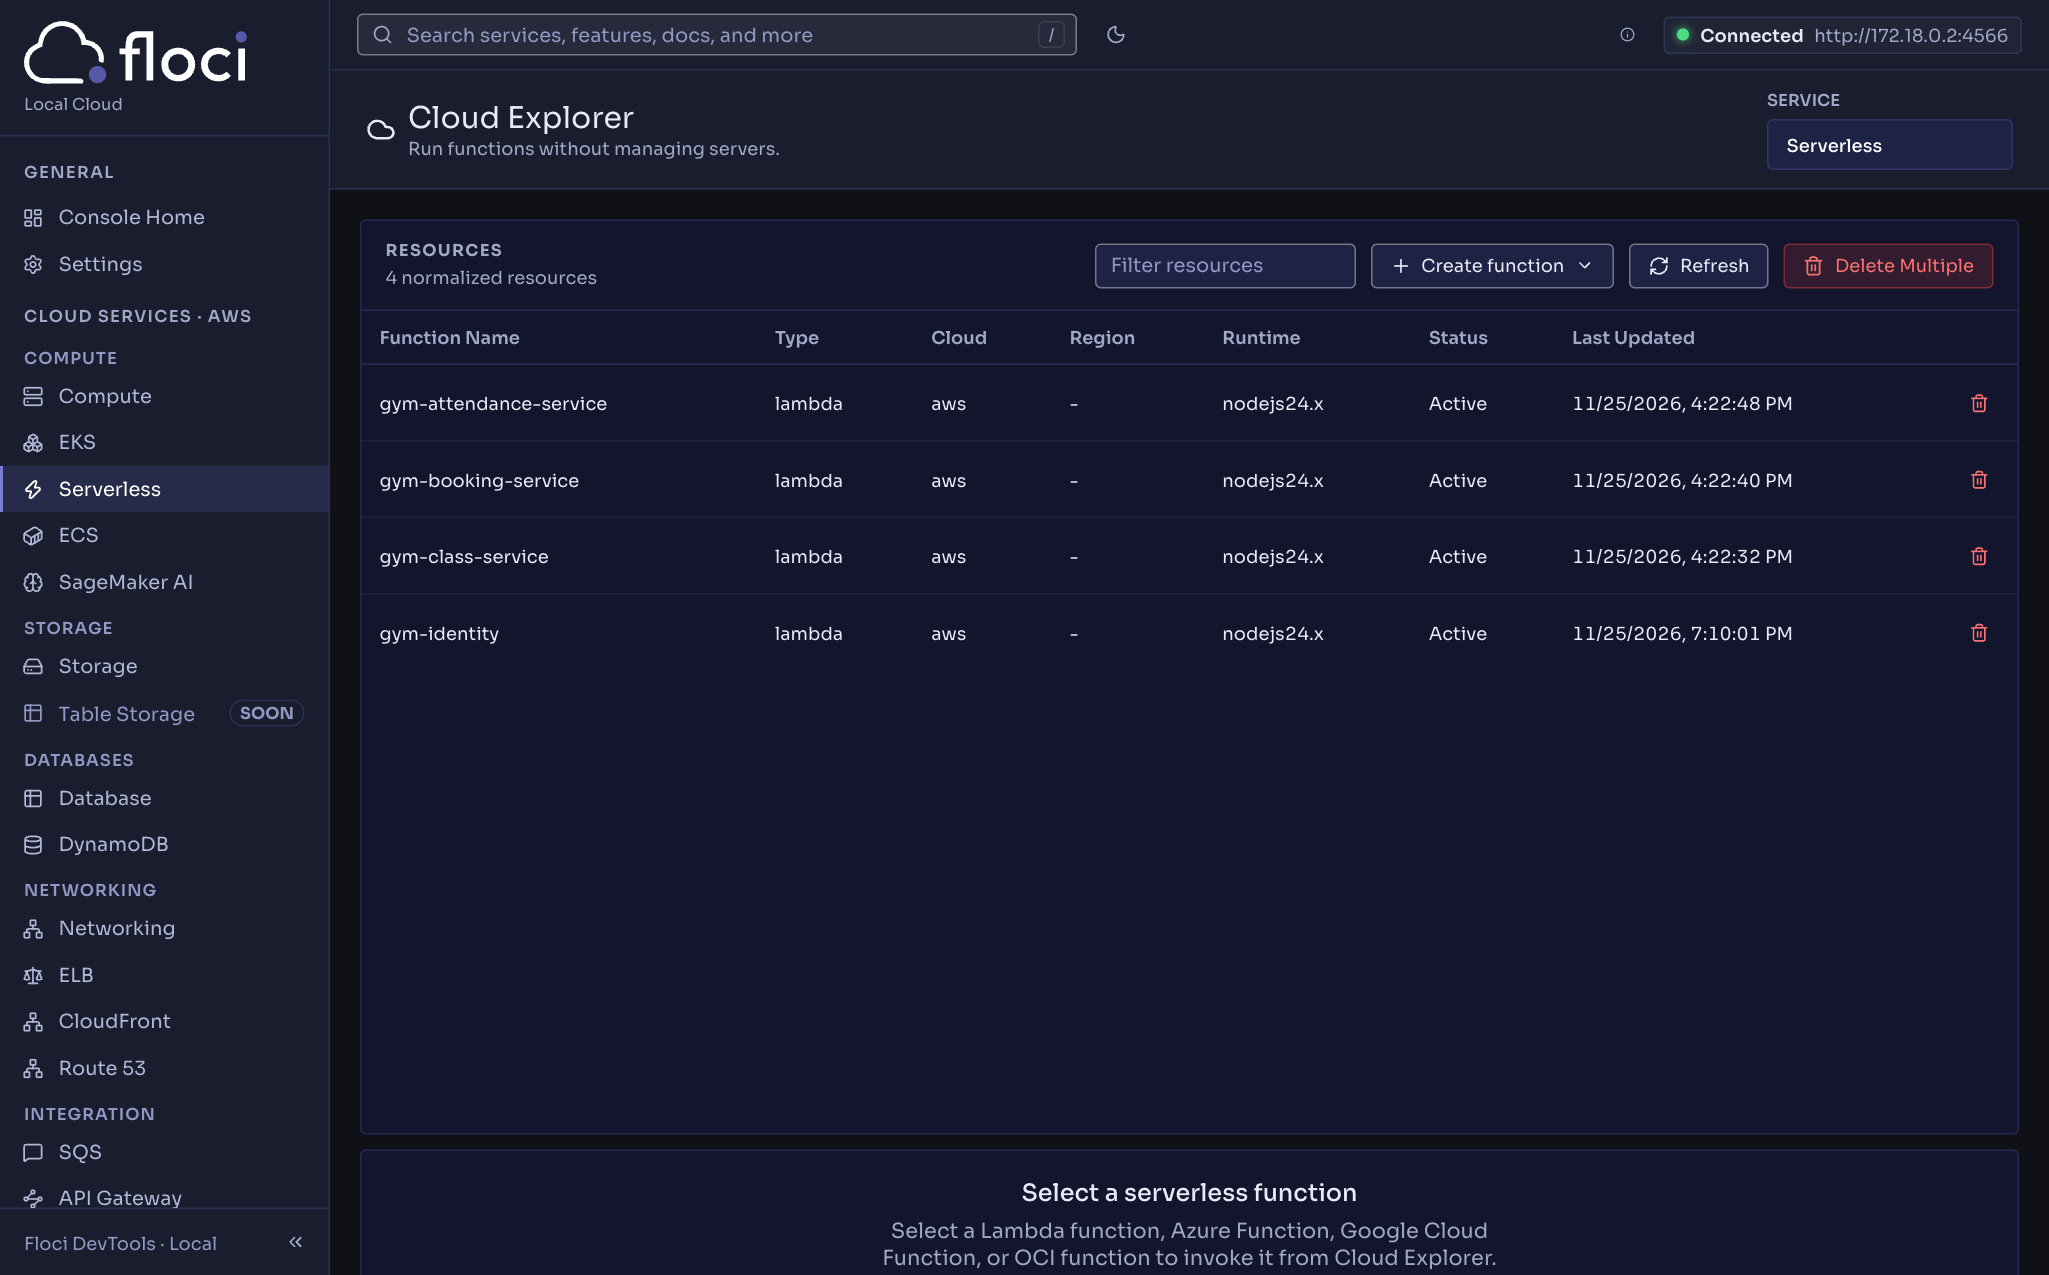 floci
Local Cloud
GENERAL
Console Home
Settings
CLOUD SERVICES · AWS
COMPUTE
Compute
EKS
Serverless
ECS
SageMaker AI
STORAGE
Storage
Table Storage SOON
DATABASES
Database
DynamoDB
NETWORKING
Networking
ELB
CloudFront
Route 53
INTEGRATION
SQS
API Gateway
Floci DevTools · Local
Search services, features, docs, and more /
Connected http://172.18.0.2:4566
Cloud Explorer
Run functions without managing servers.
SERVICE
Serverless
RESOURCES
4 normalized resources
Filter resources
Create function
Refresh
Delete Multiple
Function Name Type Cloud Region Runtime Status Last Updated
gym-attendance-service lambda aws - nodejs24.x Active 11/25/2026, 4:22:48 PM
gym-booking-service lambda aws - nodejs24.x Active 11/25/2026, 4:22:40 PM
gym-class-service lambda aws - nodejs24.x Active 11/25/2026, 4:22:32 PM
gym-identity lambda aws - nodejs24.x Active 11/25/2026, 7:10:01 PM
Select a serverless function
Select a Lambda function, Azure Function, Google Cloud
Function, or OCI function to invoke it from Cloud Explorer.